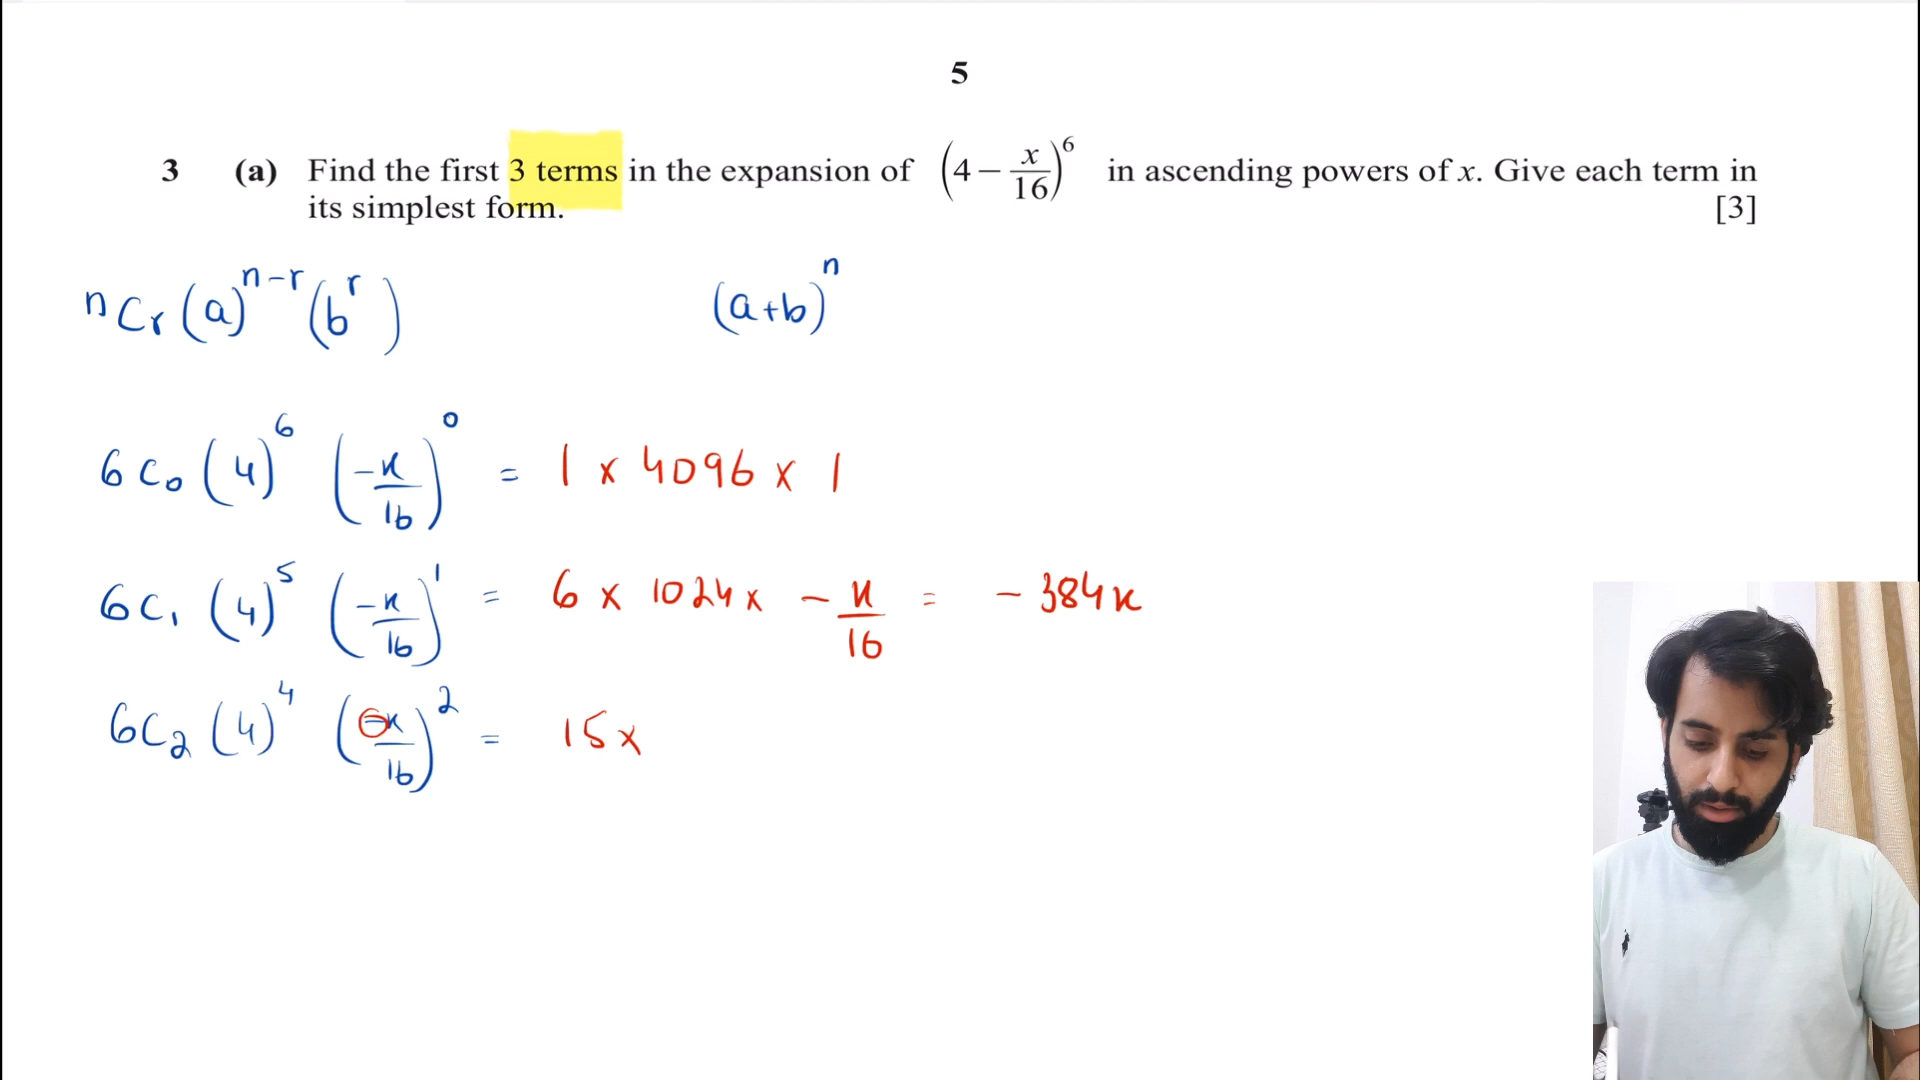 5
3 (a) Find the first 3 terms in the expansion of (4 − x/16)^6 in ascending powers of x. Give each term in
its simplest form. [3]
nCr (a)^n−r (b^r) (a+b)^n
6C0 (4)^6 (−x/16)^0 = 1 x 4096 x 1
6C1 (4)^5 (−x/16)^1 = 6 x 1024 x − x/16 = − 384x
6C2 (4)^4 (−x/16)^2 = 15 x